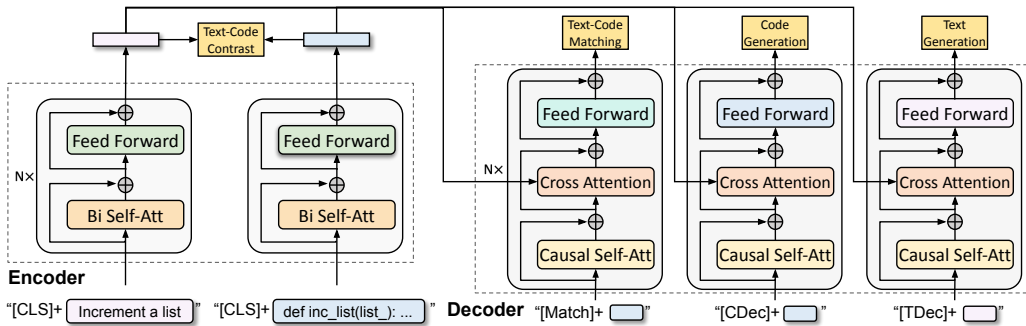 Text-Code
Contrast
Text-Code
Matching
Code
Generation
Text
Generation
Feed Forward
Feed Forward
Feed Forward
Feed Forward
Feed Forward
N×
N×
Cross Attention
Cross Attention
Cross Attention
Bi Self-Att
Bi Self-Att
Causal Self-Att
Causal Self-Att
Causal Self-Att
Encoder
Decoder
“[CLS]+ Increment a list ”
“[CLS]+ def inc_list(list_): ... ”
“[Match]+ ”
“[CDec]+ ”
“[TDec]+ ”